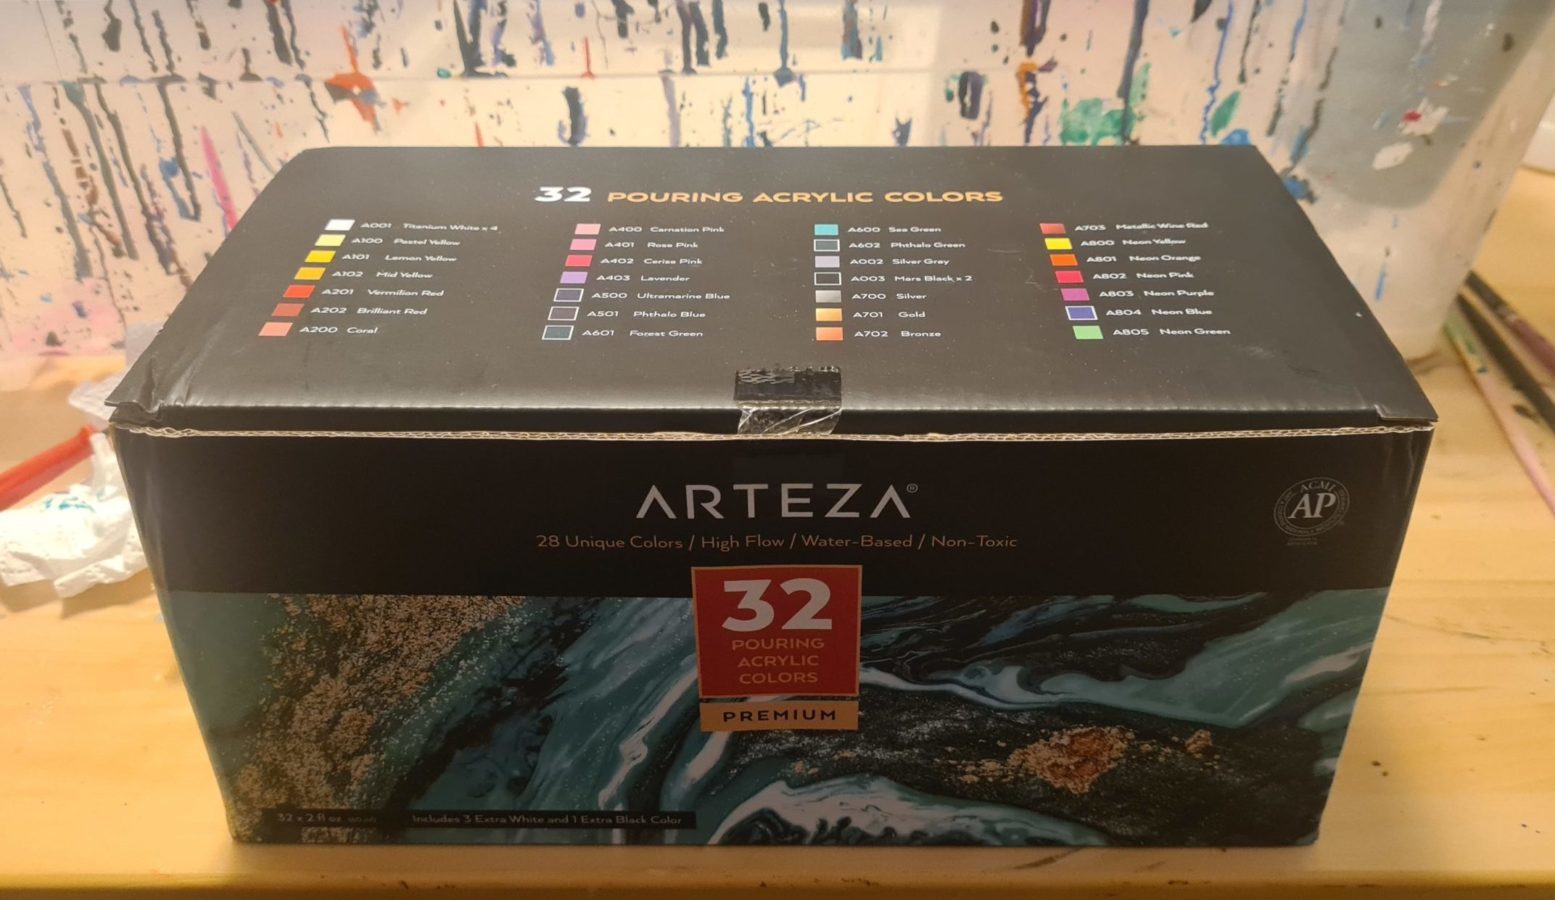 32 POURING ACRYLIC COLORS
A001 Titanium White x 4
A100 Pastel Yellow
A101 Lemon Yellow
A102 Mid Yellow
A201 Vermilion Red
A202 Brilliant Red
A200 Coral
A400 Carnation Pink
A401 Rose Pink
A402 Cerise Pink
A403 Lavender
A500 Ultramarine Blue
A501 Phthalo Blue
A601 Forest Green
A600 Sea Green
A602 Phthalo Green
A002 Silver Gray
A003 Mars Black x 2
A700 Silver
A701 Gold
A702 Bronze
A703 Metallic Wine Red
A800 Neon Yellow
A801 Neon Orange
A802 Neon Pink
A803 Neon Purple
A804 Neon Blue
A805 Neon Green
ARTEZA®
28 Unique Colors / High Flow / Water-Based / Non-Toxic
ACMI
AP
32
POURING
ACRYLIC
COLORS
PREMIUM
32 x 2 fl oz
Includes 3 Extra White and 1 Extra Black Color